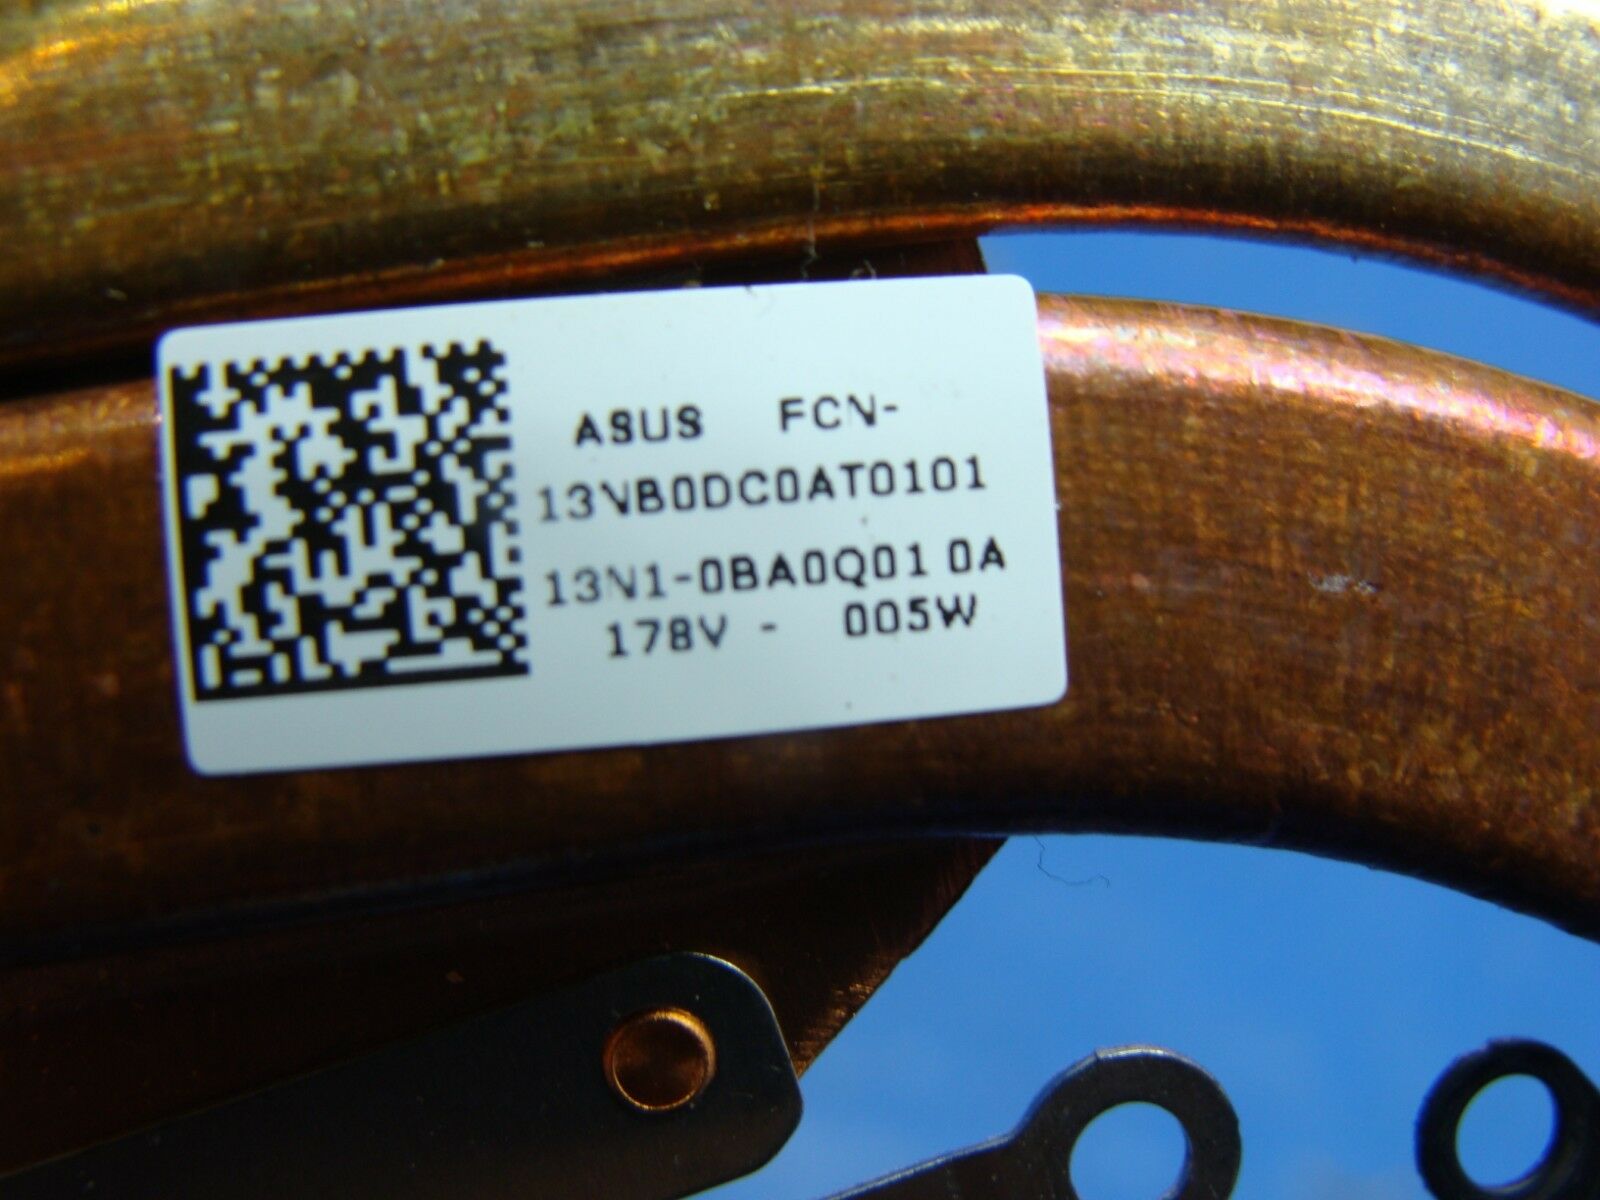 ASUS FCN-
13NB0DC0AT0101
13N1-0BA0Q01 0A
178V - 005W